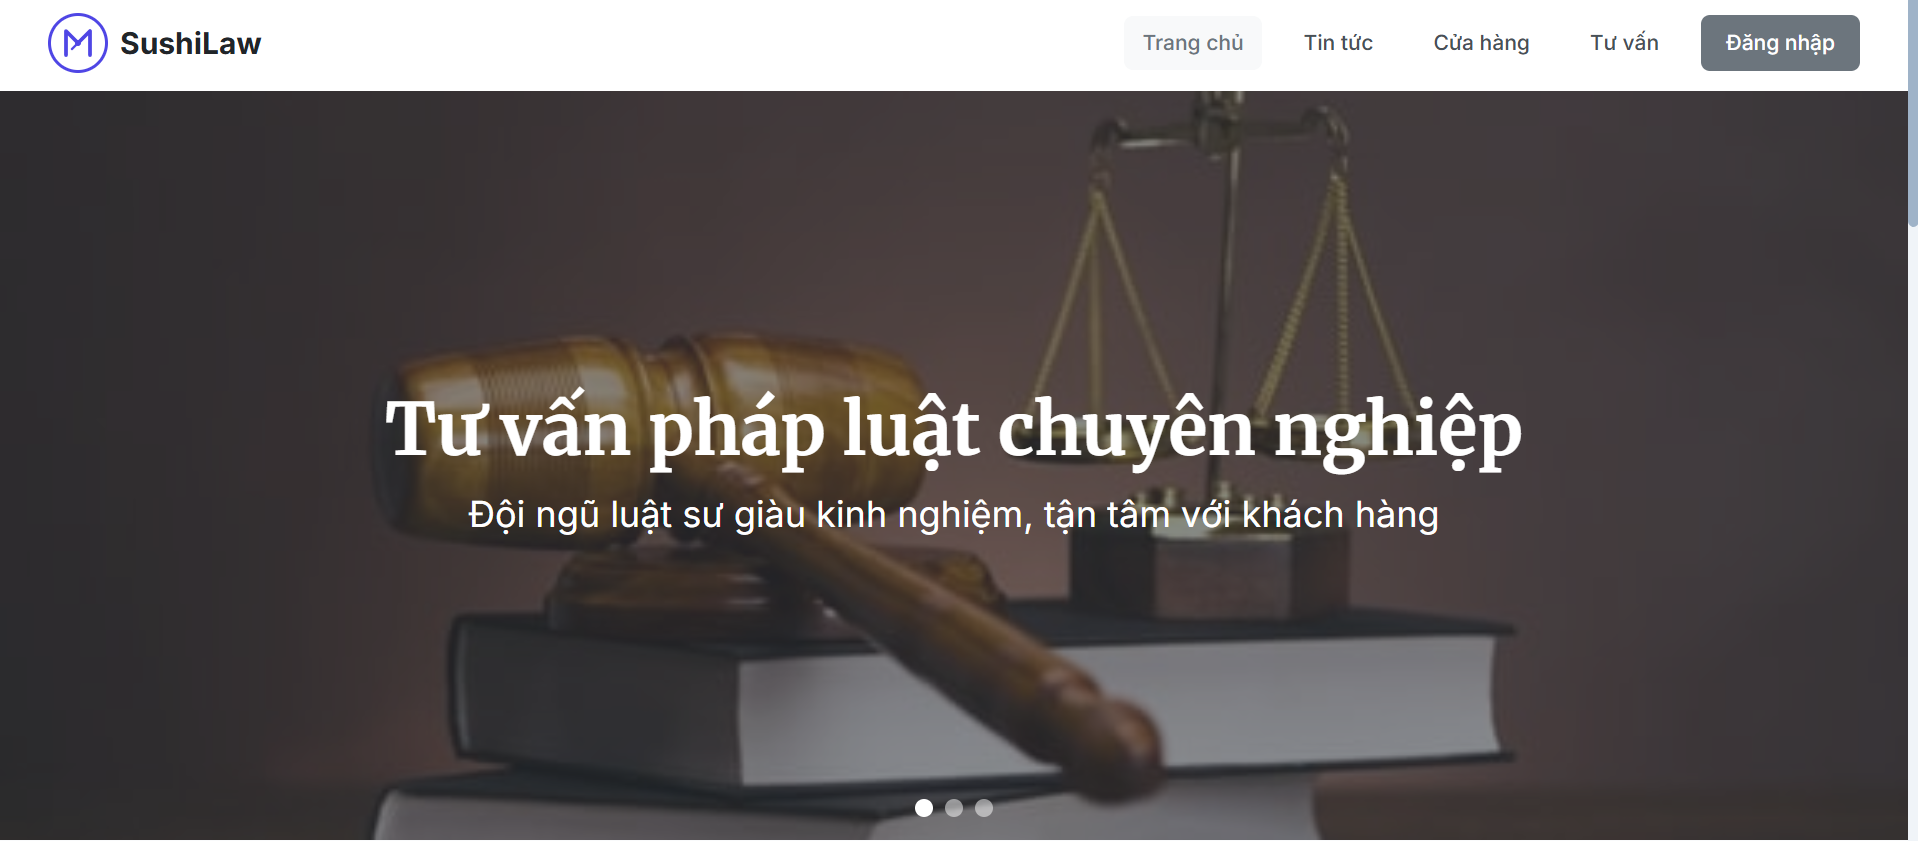 SushiLaw
Trang chủ
Tin tức
Cửa hàng
Tư vấn
Đăng nhập
Tư vấn pháp luật chuyên nghiệp
Đội ngũ luật sư giàu kinh nghiệm, tận tâm với khách hàng